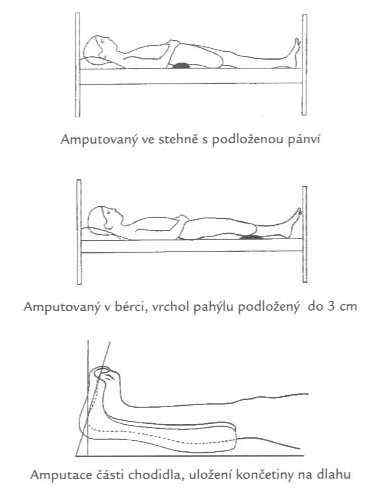 Amputovaný ve stehně s podloženou pánví
Amputovaný v bérci, vrchol pahýlu podložený do 3 cm
Amputace části chodidla, uložení končetiny na dlahu